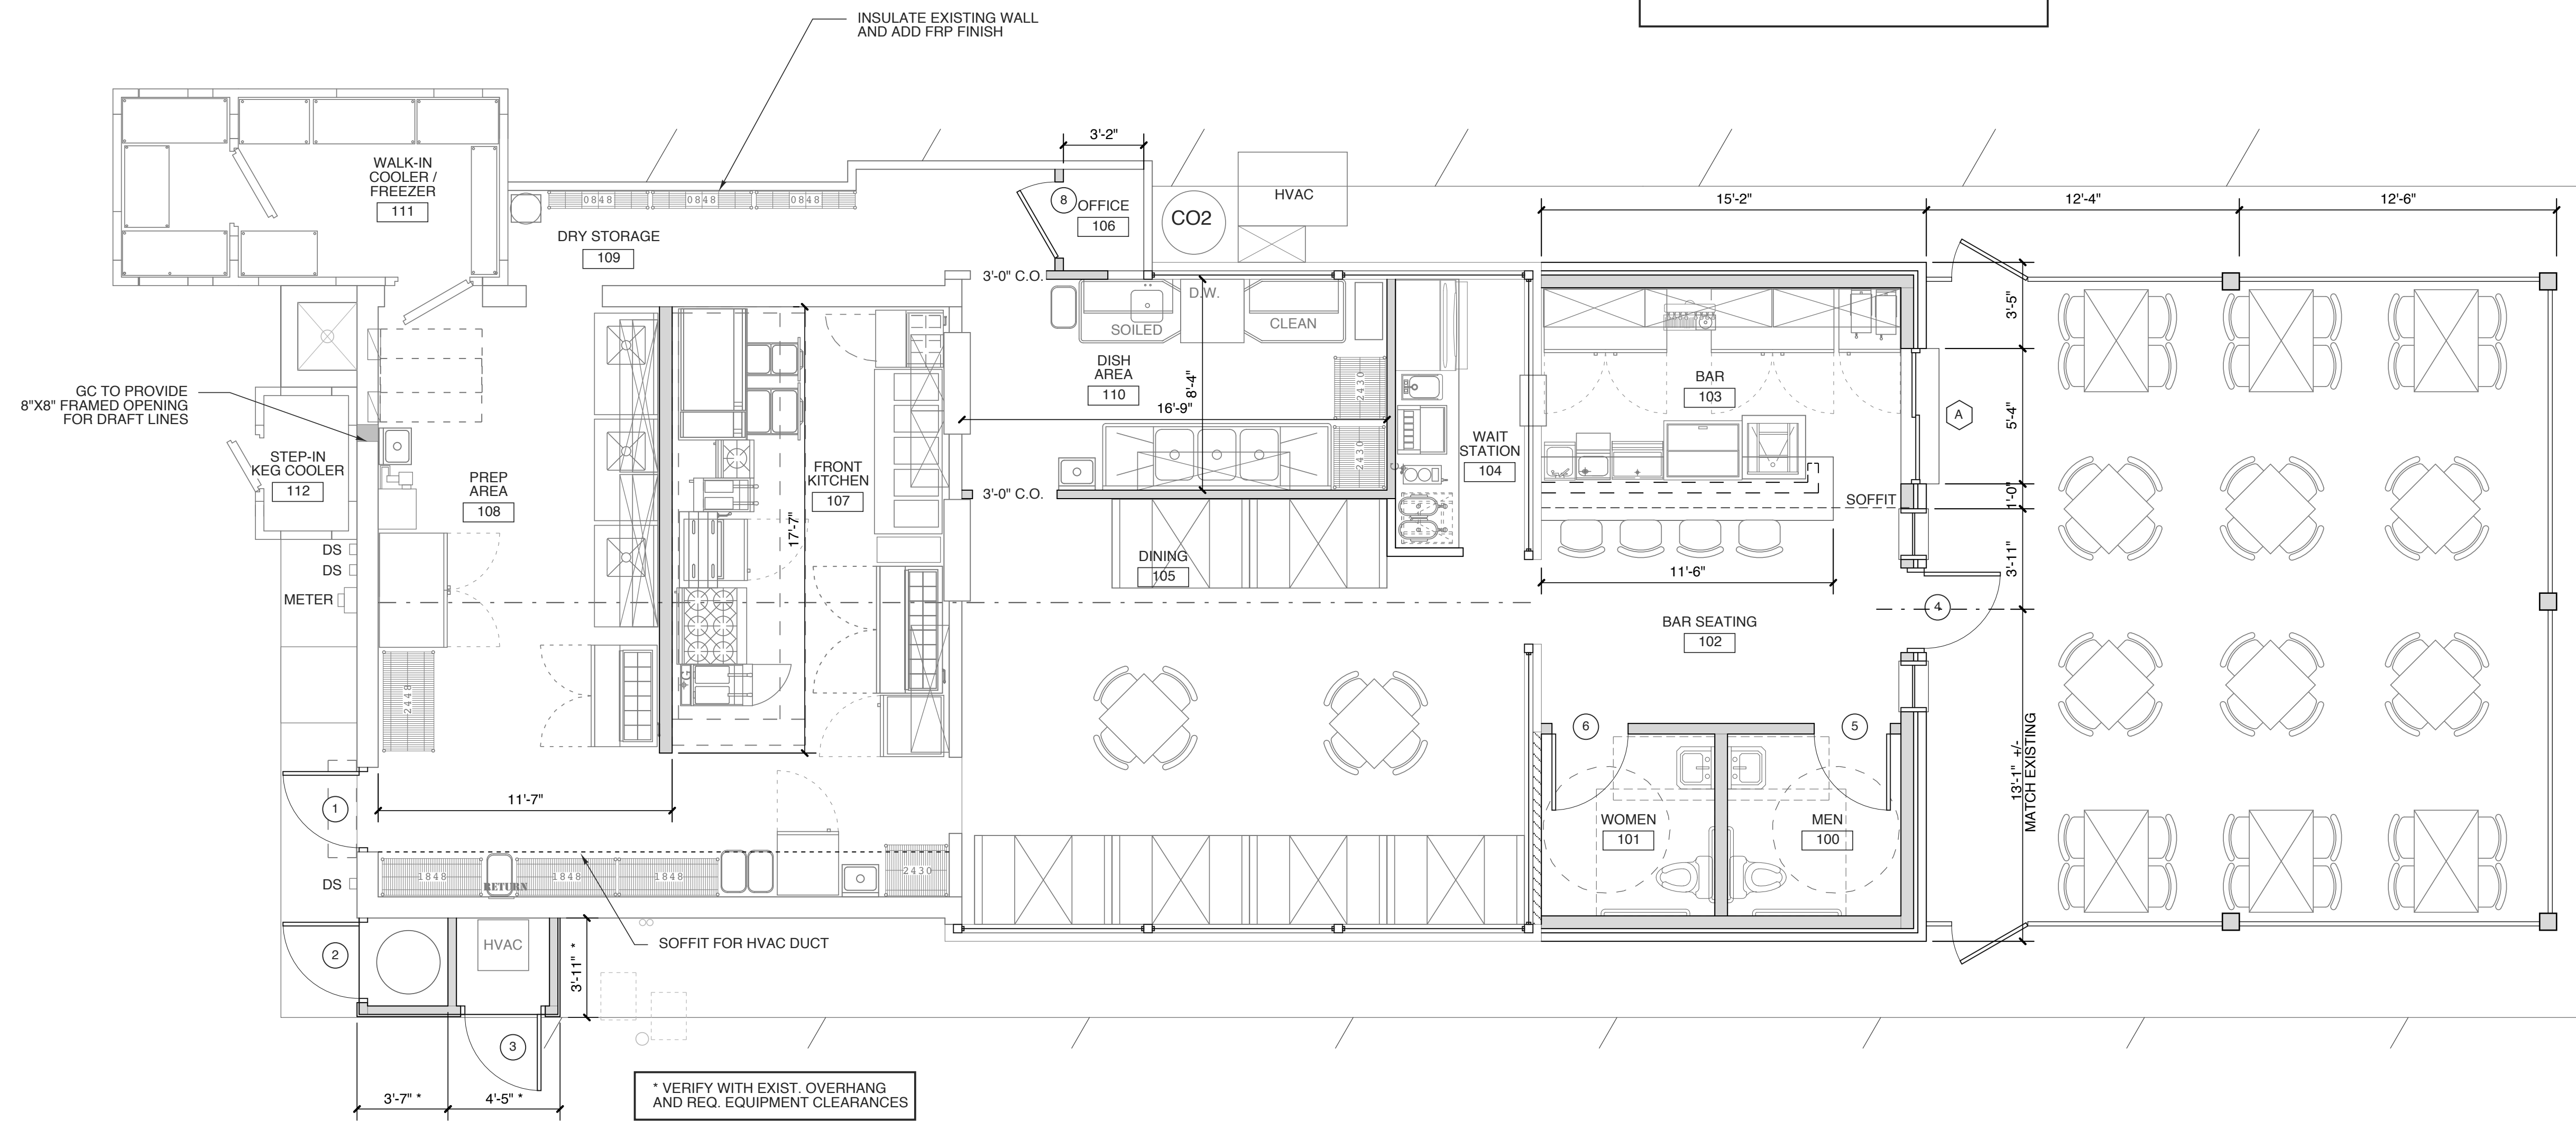 INSULATE EXISTING WALL
AND ADD FRP FINISH
3'-2"
WALK-IN
COOLER /
FREEZER
111
0848
0848
0848
8
OFFICE
106
CO2
HVAC
15'-2"
12'-4"
12'-6"
DRY STORAGE
109
3'-0" C.O.
D.W.
SOILED
CLEAN
3'-5"
GC TO PROVIDE
8"X8" FRAMED OPENING
FOR DRAFT LINES
DISH
AREA
110
8'-4"
16'-9"
2430
2430
BAR
103
A
5'-4"
STEP-IN
KEG COOLER
112
PREP
AREA
108
FRONT
KITCHEN
107
17'-7"
3'-0" C.O.
WAIT
STATION
104
SOFFIT
1'-0"
DS
DS
METER
DINING
105
11'-6"
3'-11"
4
BAR SEATING
102
2448
G
6
5
13'-1" +/-
MATCH EXISTING
1
11'-7"
WOMEN
101
MEN
100
DS
1848
RETURN
1848
1848
2430
2
HVAC
3'-11" *
SOFFIT FOR HVAC DUCT
3
3'-7" *
4'-5" *
* VERIFY WITH EXIST. OVERHANG
AND REQ. EQUIPMENT CLEARANCES